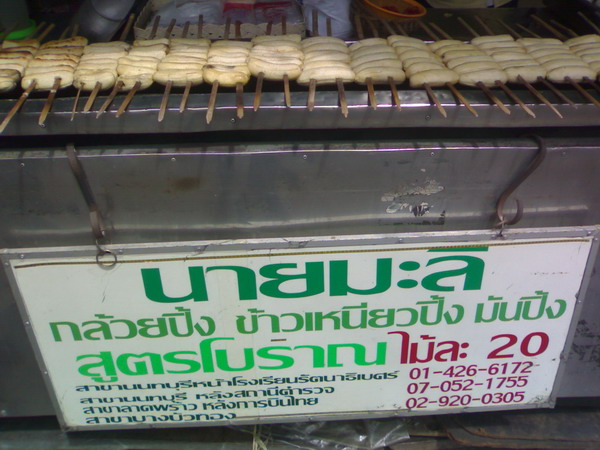 นายมะลิ
กล้วยปิ้ง ข้าวเหนียวปิ้ง มันปิ้ง
สูตรโบราณ ไม้ละ 20
สาขานนทบุรีหน้าโรงเรียนรัตนาธิเบศร์ 01-426-6172
สาขานนทบุรี หลังสถานีตำรวจ 07-052-1755
สาขาลาดพร้าว หลังการบินไทย 02-920-0305
สาขาบางบัวทอง